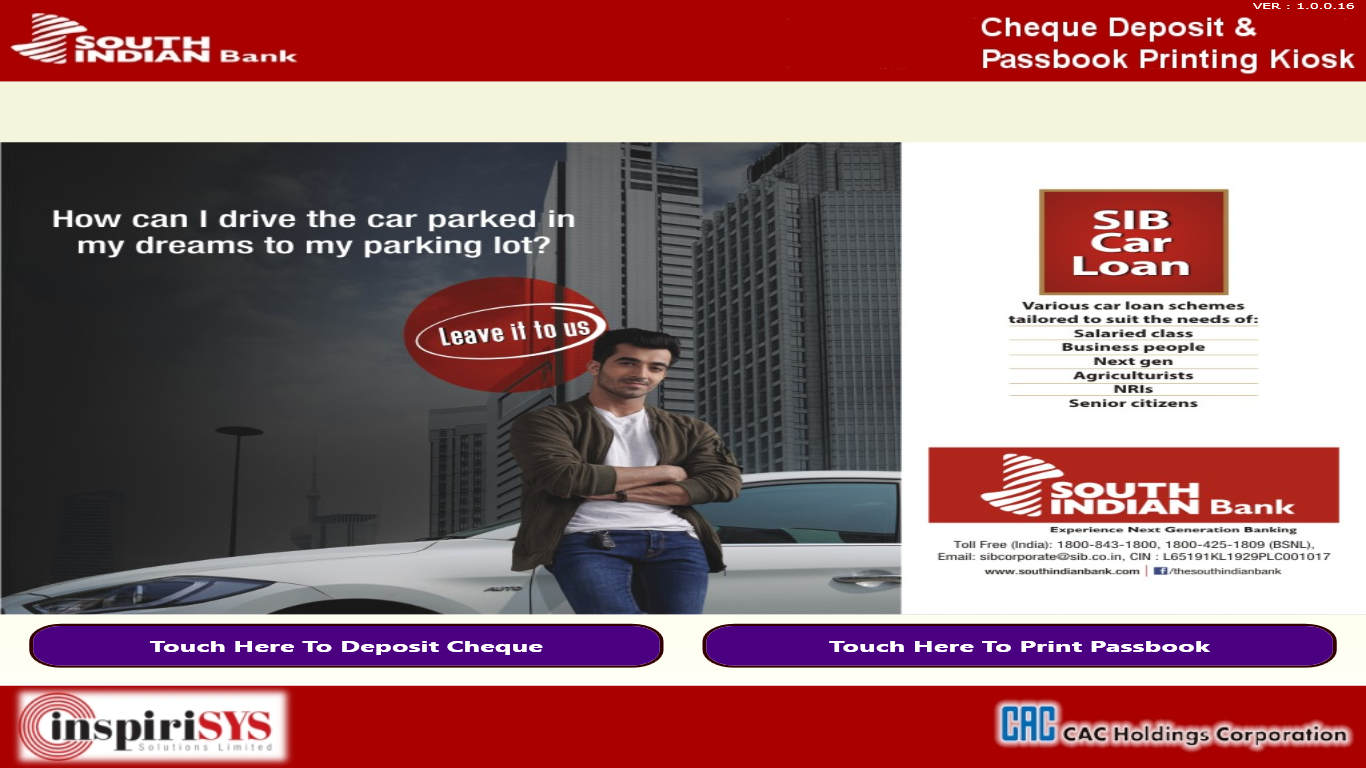 VER : 1.0.0.16
SOUTH
INDIAN Bank
Cheque Deposit &
Passbook Printing Kiosk
How can I drive the car parked in
my dreams to my parking lot?
Leave it to us
SIB
Car
Loan
Various car loan schemes
tailored to suit the needs of:
Salaried class
Business people
Next gen
Agriculturists
NRIs
Senior citizens
SOUTH
INDIAN Bank
Experience Next Generation Banking
Toll Free (India): 1800-843-1800, 1800-425-1809 (BSNL),
Email: sibcorporate@sib.co.in, CIN : L65191KL1929PLC001017
www.southindianbank.com | f/thesouthindianbank
Touch Here To Deposit Cheque
Touch Here To Print Passbook
inspiriSYS
Solutions Limited
CAC CAC Holdings Corporation